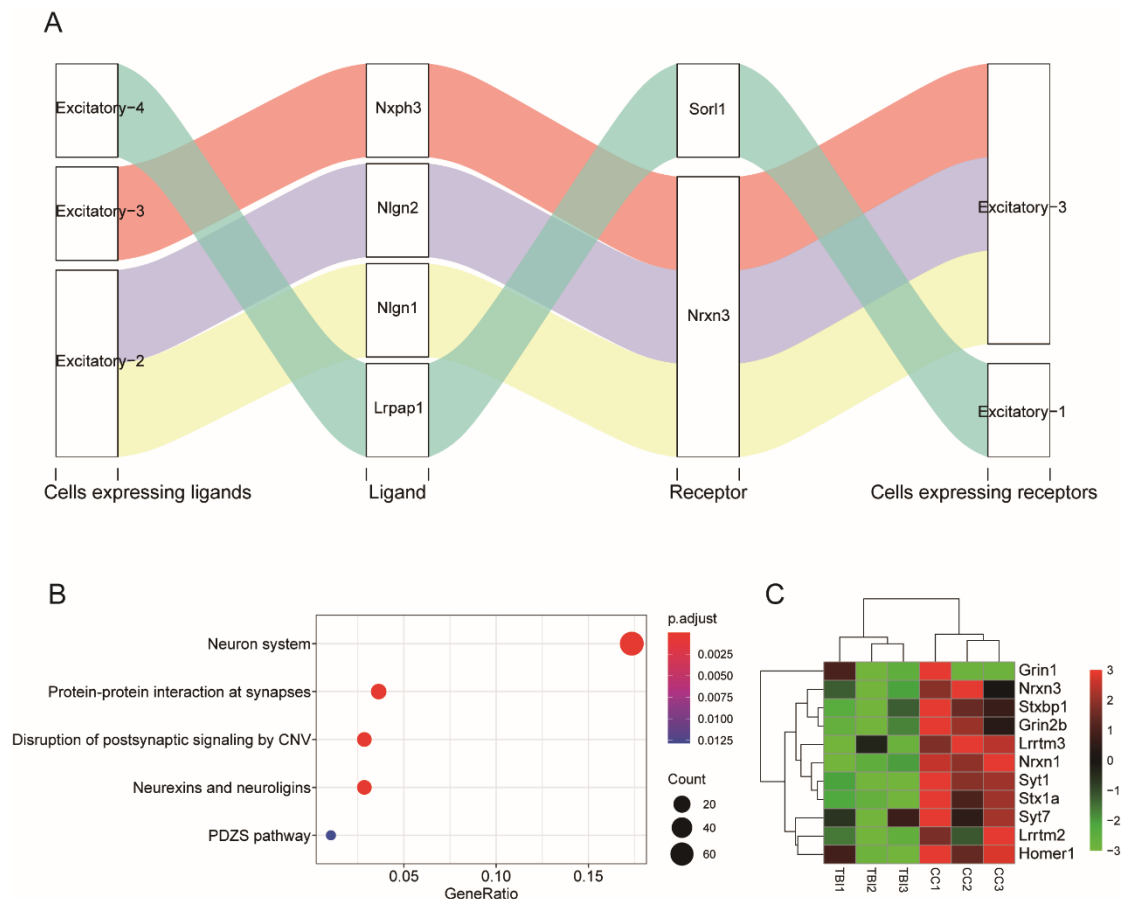 A
Excitatory-4
Excitatory-3
Excitatory-2
Nxph3
Nlgn2
Nlgn1
Lrpap1
Sorl1
Nrxn3
Excitatory-3
Excitatory-1
Cells expressing ligands
Ligand
Receptor
Cells expressing receptors
B
Neuron system
Protein-protein interaction at synapses
Disruption of postsynaptic signaling by CNV
Neurexins and neuroligins
PDZS pathway
0.05
0.10
0.15
GeneRatio
p.adjust
0.0025
0.0050
0.0075
0.0100
0.0125
Count
20
40
60
C
Grin1
Nrxn3
Stxbp1
Grin2b
Lrrtm3
Nrxn1
Syt1
Stx1a
Syt7
Lrrtm2
Homer1
TBI1
TBI2
TBI3
CC1
CC2
CC3
3
2
1
0
-1
-2
-3